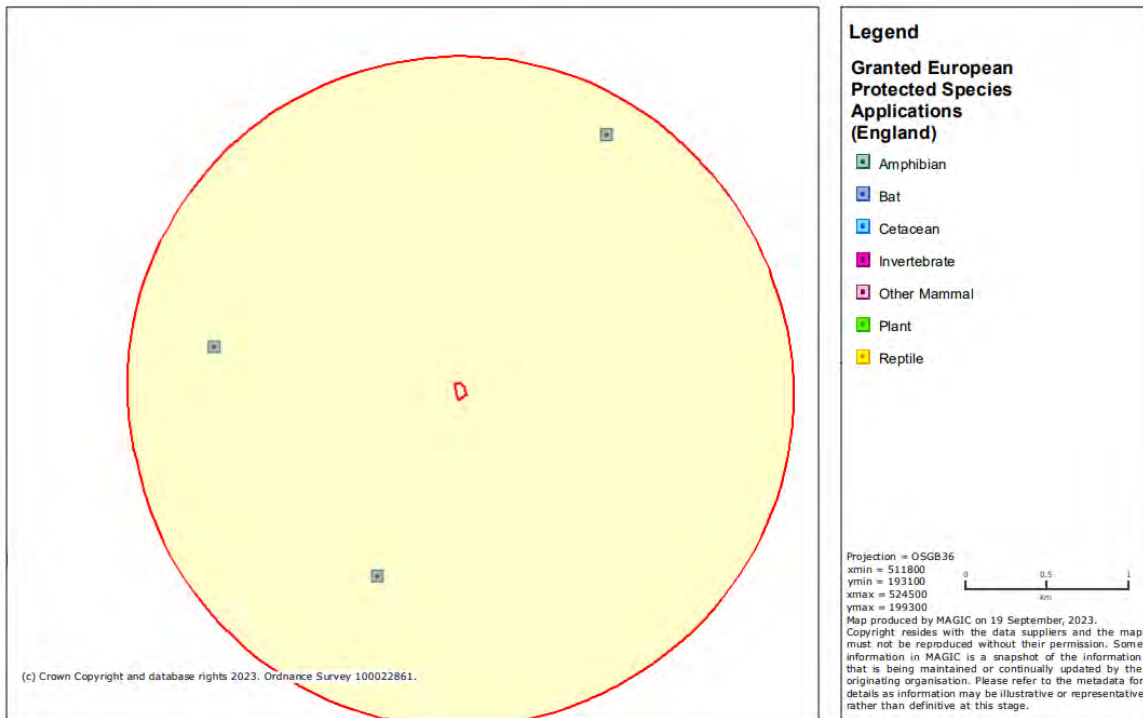 Legend
Granted European
Protected Species
Applications
(England)
Amphibian
Bat
Cetacean
Invertebrate
Other Mammal
Plant
Reptile
Projection = OSGB36
xmin = 511800
ymin = 193100
xmax = 524500
ymax = 199300
0 0.5 1
km
Map produced by MAGIC on 19 September, 2023.
Copyright resides with the data suppliers and the map
must not be reproduced without their permission. Some
information in MAGIC is a snapshot of the information
that is being maintained or continually updated by the
originating organisation. Please refer to the metadata for
details as information may be illustrative or representative
rather than definitive at this stage.
(c) Crown Copyright and database rights 2023. Ordnance Survey 100022861.